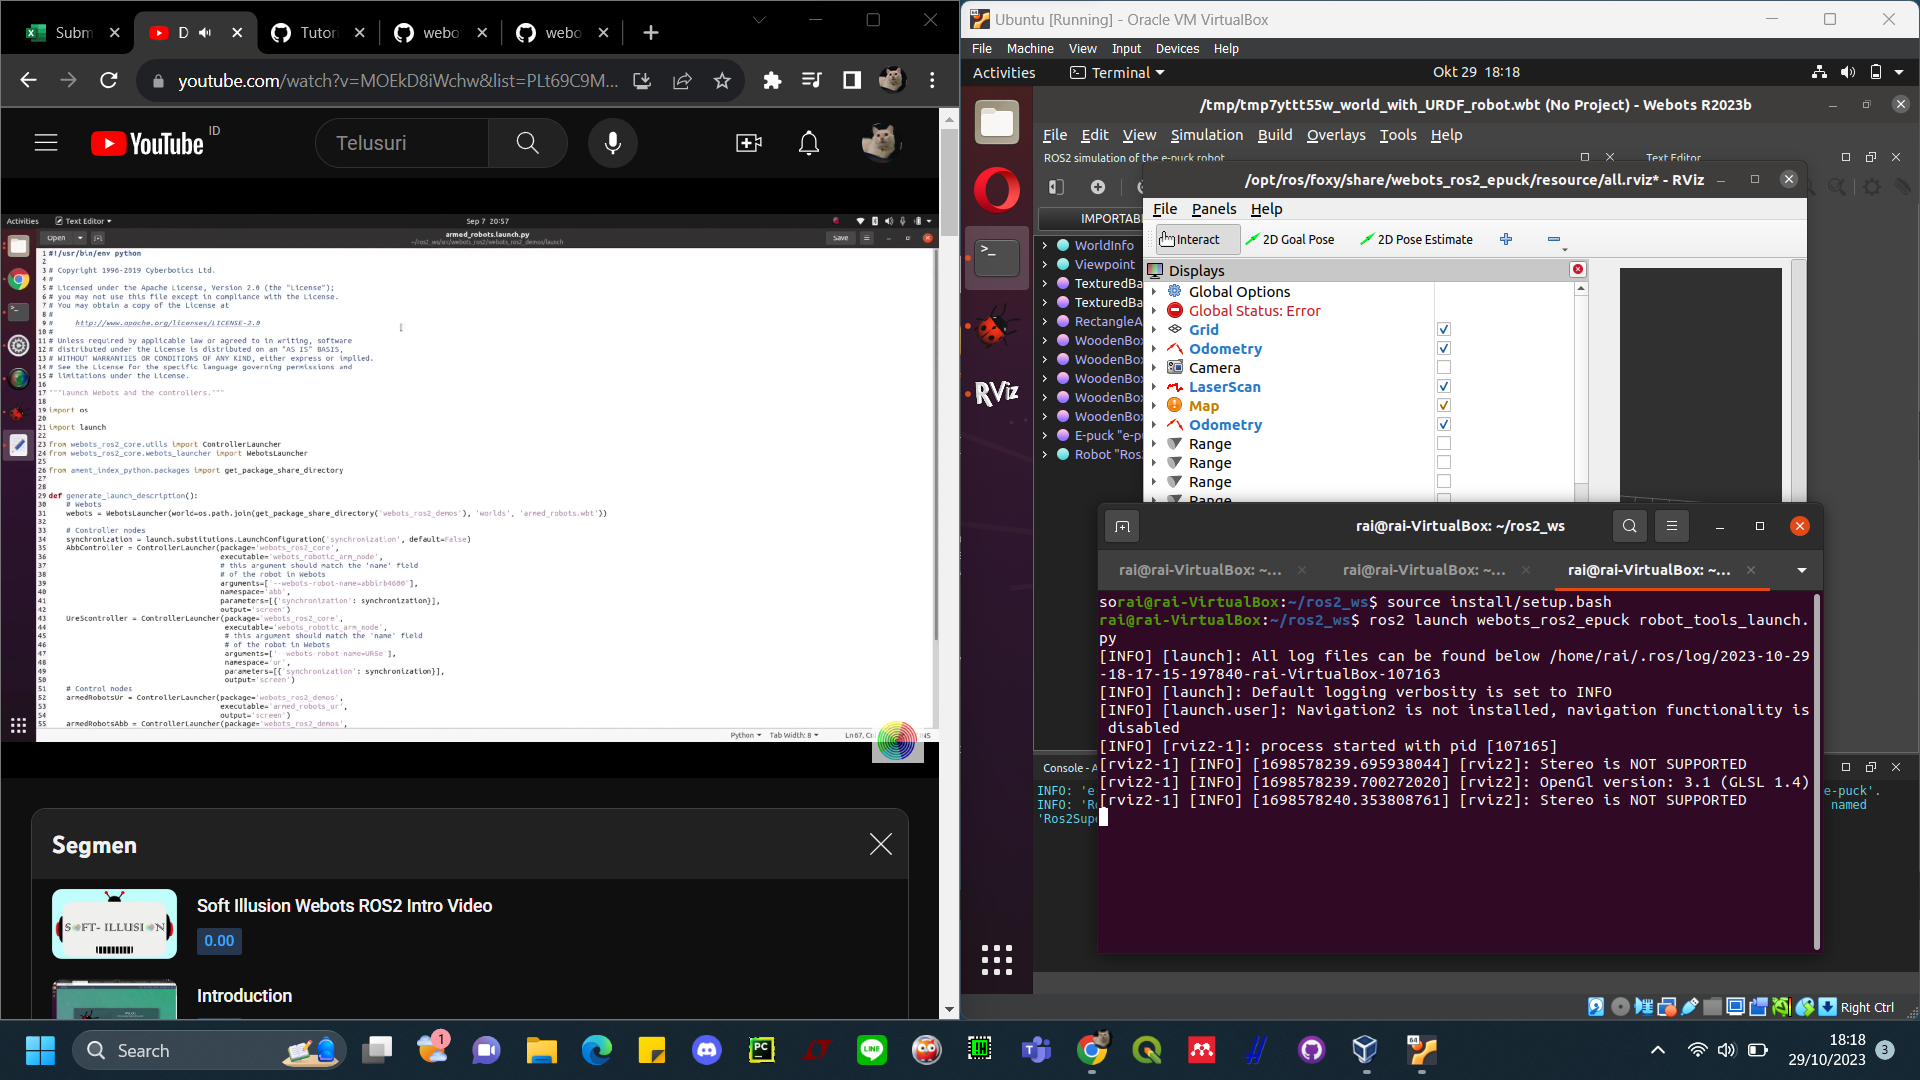 Subm
D
Tutori
webo
webo
youtube.com/watch?v=MOEkD8iWchw&list=PLt69C9M...
YouTube
ID
Telusuri
Activities
Text Editor
Sep 7 20:57
Open
armed_robots.launch.py
~/ros2_ws/src/webots_ros2/webots_ros2_demos/launch
Save
1 #!/usr/bin/env python
2
3 # Copyright 1996-2019 Cyberbotics Ltd.
4 #
5 # Licensed under the Apache License, Version 2.0 (the "License");
6 # you may not use this file except in compliance with the License.
7 # You may obtain a copy of the License at
8 #
9 # http://www.apache.org/licenses/LICENSE-2.0
10 #
11 # Unless required by applicable law or agreed to in writing, software
12 # distributed under the License is distributed on an "AS IS" BASIS,
13 # WITHOUT WARRANTIES OR CONDITIONS OF ANY KIND, either express or implied.
14 # See the License for the specific language governing permissions and
15 # limitations under the License.
16
17 """Launch Webots and the controllers."""
18
19 import os
20
21 import launch
22
23 from webots_ros2_core.utils import ControllerLauncher
24 from webots_ros2_core.webots_launcher import WebotsLauncher
25
26 from ament_index_python.packages import get_package_share_directory
27
28
29 def generate_launch_description():
30 # Webots
31 webots = WebotsLauncher(world=os.path.join(get_package_share_directory('webots_ros2_demos'), 'worlds', 'armed_robots.wbt'))
32
33 # Controller nodes
34 synchronization = launch.substitutions.LaunchConfiguration('synchronization', default=False)
35 AbbController = ControllerLauncher(package='webots_ros2_core',
36 executable='webots_robotic_arm_node',
37 # this argument should match the 'name' field
38 # of the robot in Webots
39 arguments=['--webots-robot-name=abbirb4600'],
40 namespace='abb',
41 parameters=[{'synchronization': synchronization}],
42 output='screen')
43 Ure5controller = ControllerLauncher(package='webots_ros2_core',
44 executable='webots_robotic_arm_node',
45 # this argument should match the 'name' field
46 # of the robot in Webots
47 arguments=['--webots-robot-name=UR5e'],
48 namespace='ur',
49 parameters=[{'synchronization': synchronization}],
50 output='screen')
51 # Control nodes
52 armedRobotsUr = ControllerLauncher(package='webots_ros2_demos',
53 executable='armed_robots_ur',
54 output='screen')
55 armedRobotsAbb = ControllerLauncher(package='webots_ros2_demos',
Python
Tab Width: 8
Ln67, Co
INS
Segmen
SOFT- ILLUSION
Soft Illusion Webots ROS2 Intro Video
0.00
Introduction
Ubuntu [Running] - Oracle VM VirtualBox
File Machine View Input Devices Help
Activities
Terminal
Okt 29 18:18
/tmp/tmp7yttt55w_world_with_URDF_robot.wbt (No Project) - Webots R2023b
File Edit View Simulation Build Overlays Tools Help
ROS2 simulation of the e-puck robot
Text Editor
IMPORTAB
WorldInfo
Viewpoint
TexturedBa
TexturedBa
RectangleA
WoodenBox
WoodenBox
WoodenBox
WoodenBox
WoodenBox
E-puck "e-pu
Robot "Ros2
RViz
/opt/ros/foxy/share/webots_ros2_epuck/resource/all.rviz* - RViz
File Panels Help
Interact
2D Goal Pose
2D Pose Estimate
Displays
Global Options
Global Status: Error
Grid
Odometry
Camera
LaserScan
Map
Odometry
Range
Range
Range
Range
rai@rai-VirtualBox: ~/ros2_ws
rai@rai-VirtualBox: ~...
rai@rai-VirtualBox: ~...
rai@rai-VirtualBox: ~...
sorai@rai-VirtualBox:~/ros2_ws$ source install/setup.bash
rai@rai-VirtualBox:~/ros2_ws$ ros2 launch webots_ros2_epuck robot_tools_launch.
py
[INFO] [launch]: All log files can be found below /home/rai/.ros/log/2023-10-29
-18-17-15-197840-rai-VirtualBox-107163
[INFO] [launch]: Default logging verbosity is set to INFO
[INFO] [launch.user]: Navigation2 is not installed, navigation functionality is
disabled
[INFO] [rviz2-1]: process started with pid [107165]
[rviz2-1] [INFO] [1698578239.695938044] [rviz2]: Stereo is NOT SUPPORTED
[rviz2-1] [INFO] [1698578239.700272020] [rviz2]: OpenGl version: 3.1 (GLSL 1.4)
[rviz2-1] [INFO] [1698578240.353808761] [rviz2]: Stereo is NOT SUPPORTED
Console - A
INFO: 'e
e-puck'.
INFO: 'Ro
named
'Ros2Supe
Right Ctrl
Search
1
18:18
29/10/2023
3